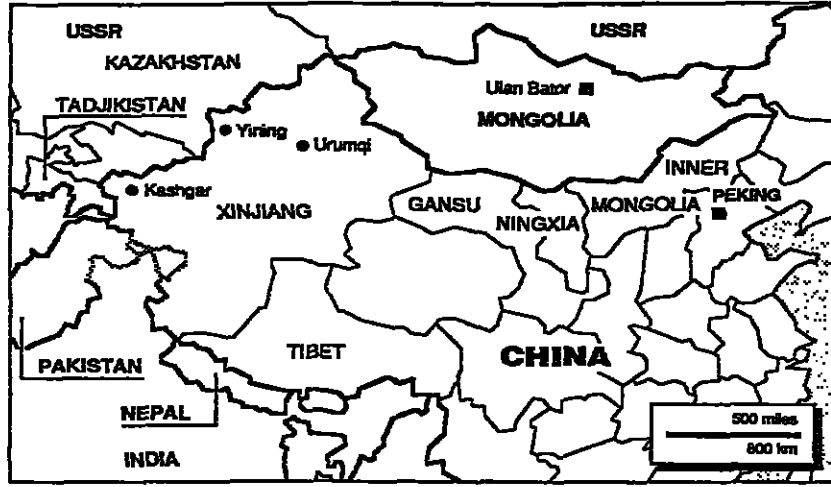 USSR
USSR
KAZAKHSTAN
TADJIKISTAN
Ulan Bator
MONGOLIA
Yining
Urumqi
INNER
Kashgar
XINJIANG
GANSU
NINGXIA
MONGOLIA
PEKING
PAKISTAN
TIBET
CHINA
NEPAL
INDIA
500 miles
800 km